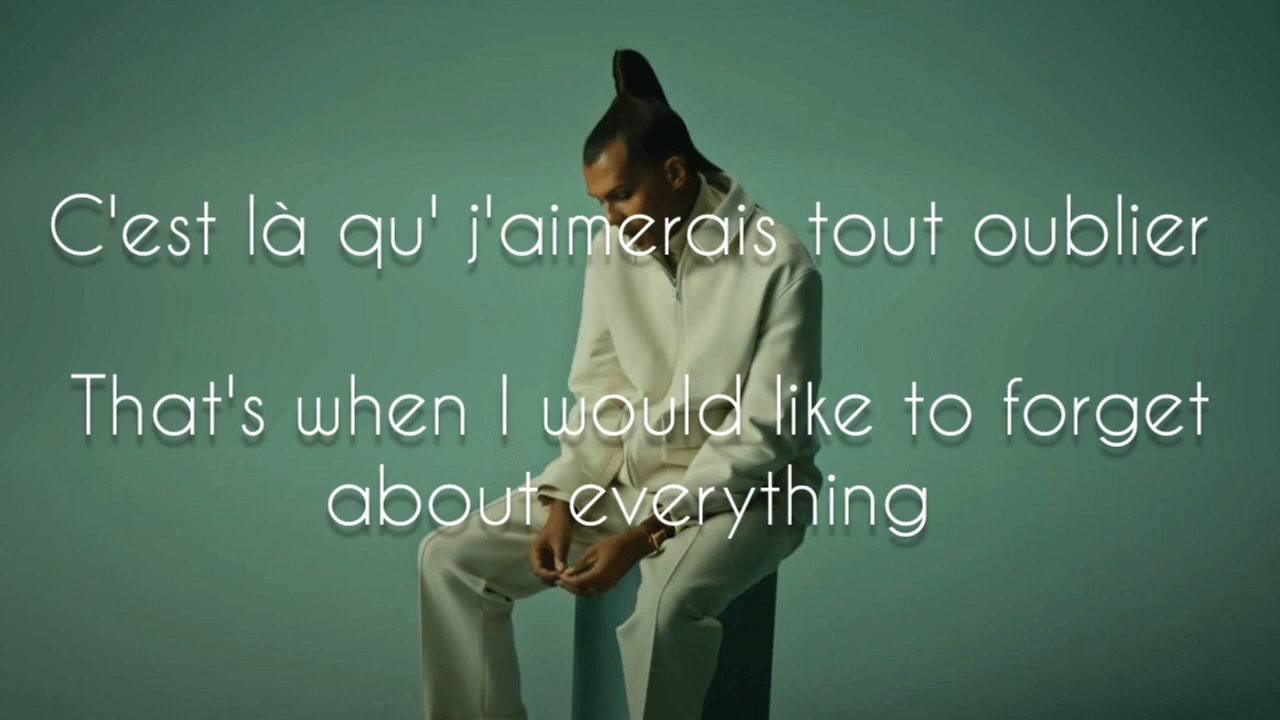 C'est là qu' j'aimerais tout oublier
That's when I would like to forget
about everything